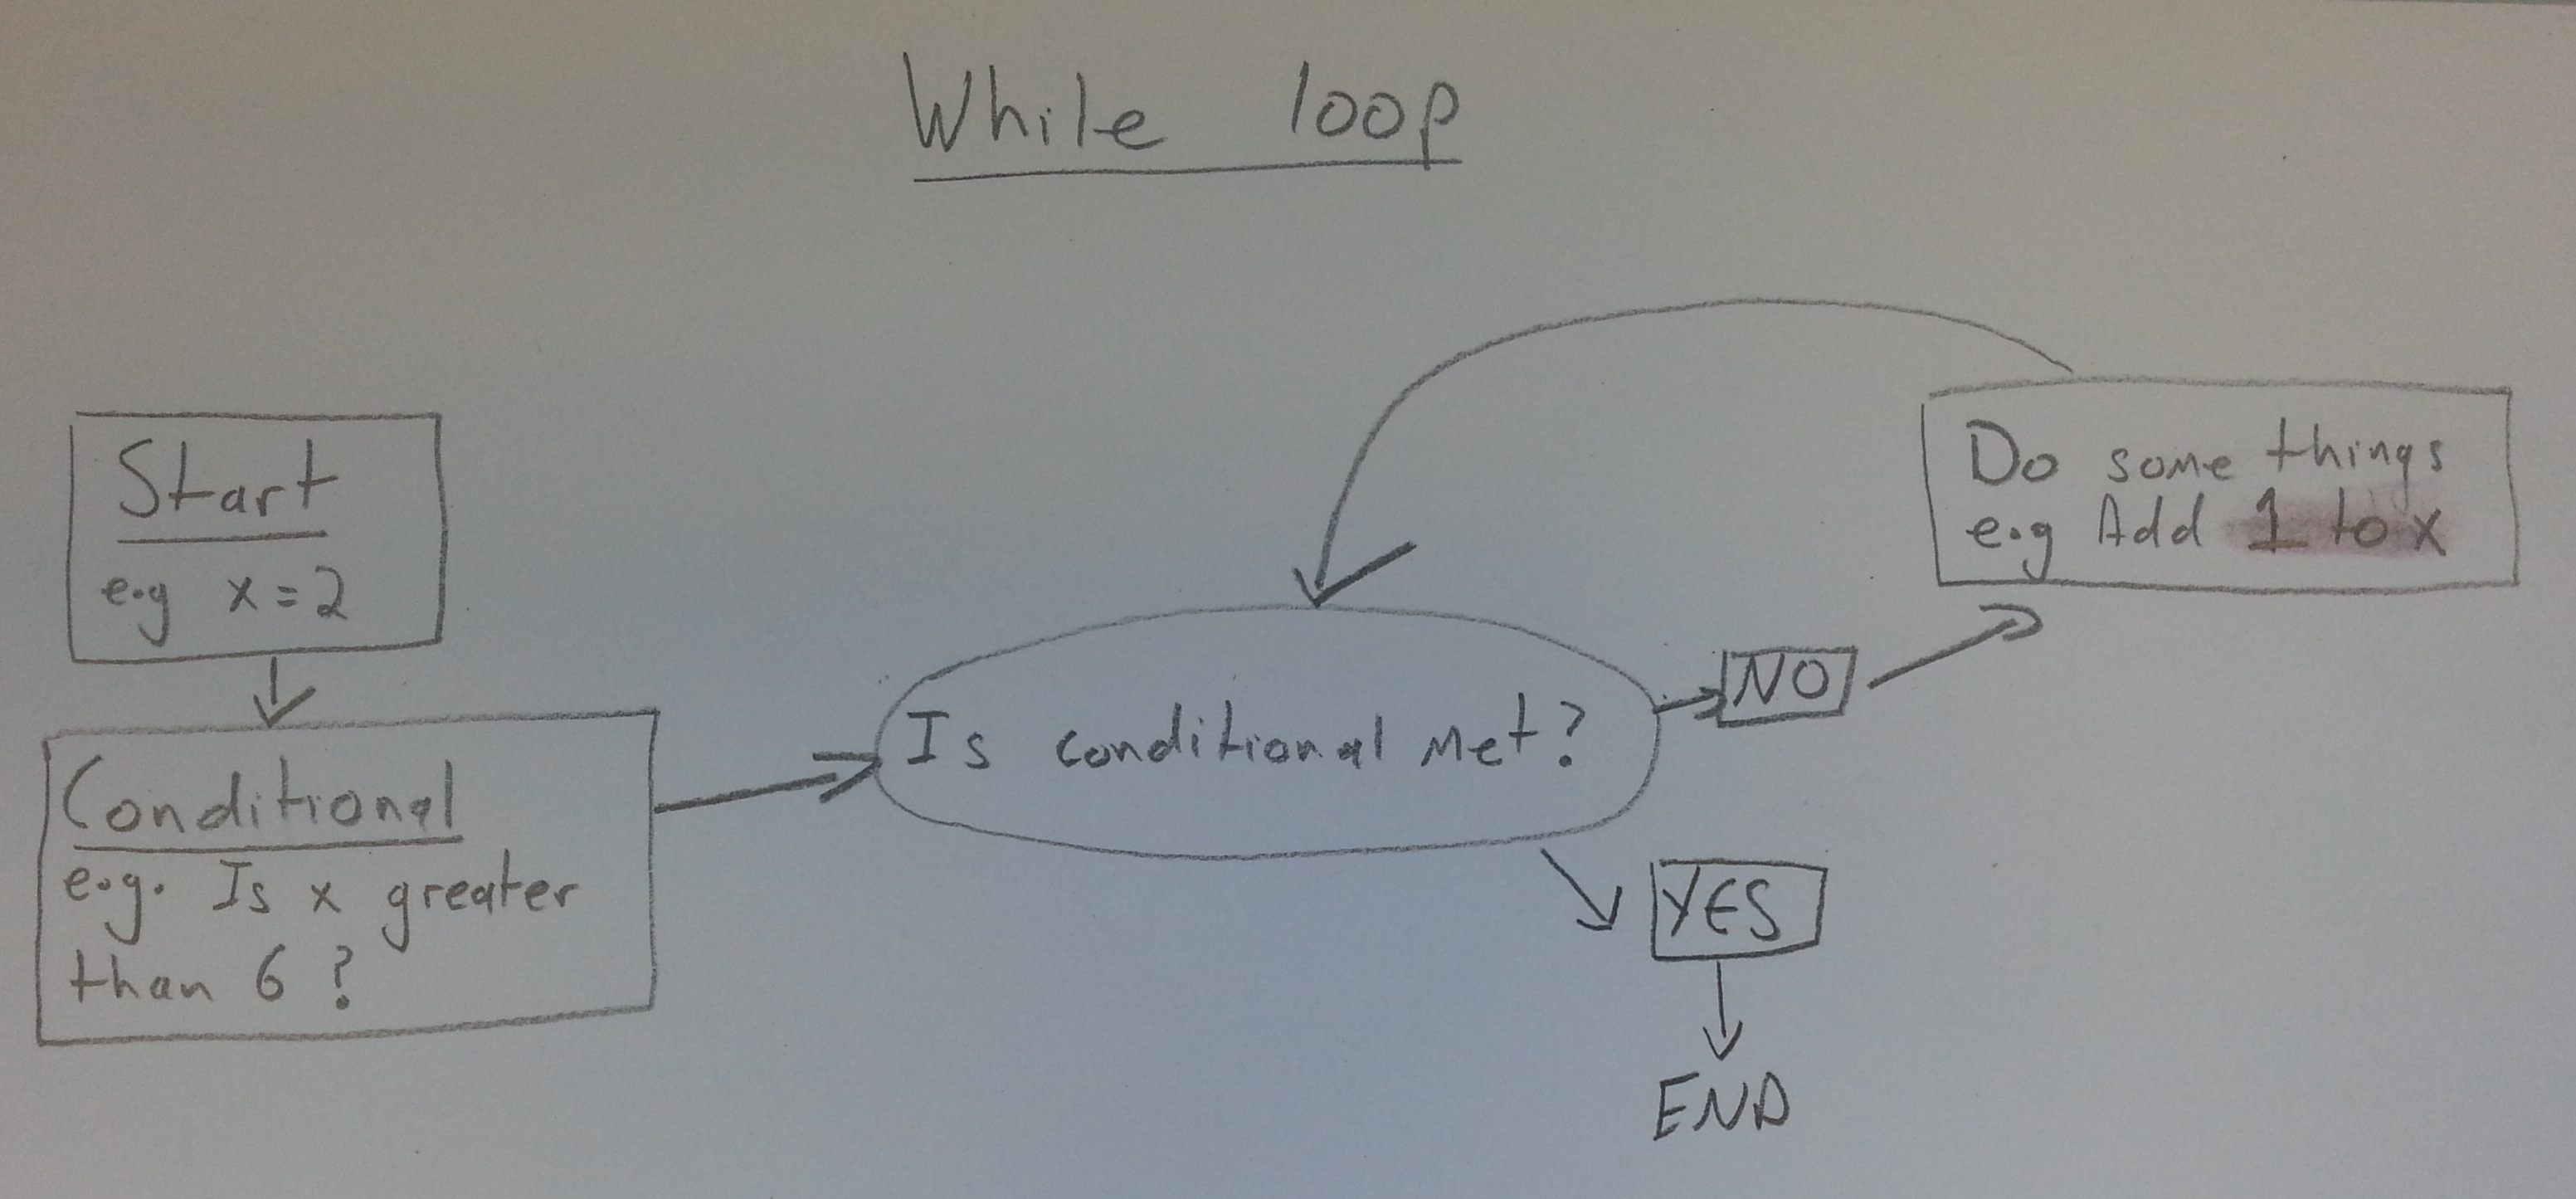 While loop
Start
e.g x=2
Conditional
e.g. Is x greater
than 6 ?
Is conditional met?
NO
Do some things
e.g Add 1 to x
YES
END